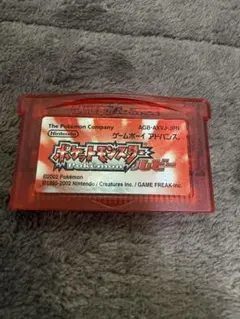 The Pokémon Company
AGB-AXVJ-JPN
Nintendo
ゲームボーイ アドバンス
ポケットモンスター
ルビー
©2002 Pokémon
©1995-2002 Nintendo / Creatures Inc. / GAME FREAK inc.